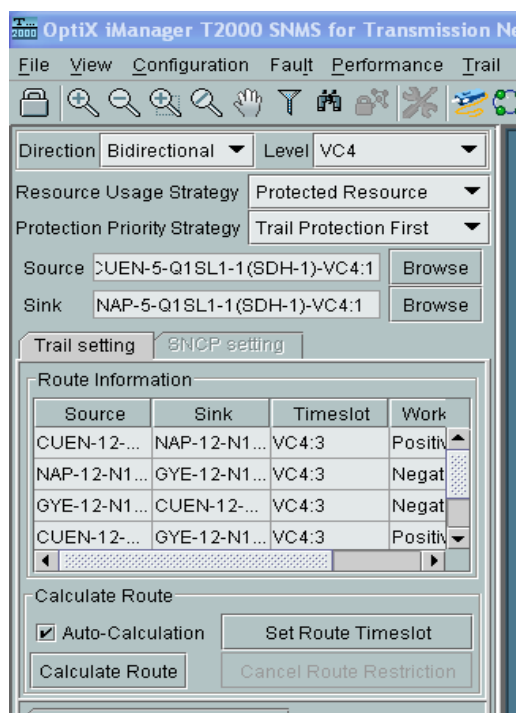 T... 2000 OptiX iManager T2000 SNMS for Transmission Ne
File View Configuration Fault Performance Trail
Direction Bidirectional Level VC4
Resource Usage Strategy Protected Resource
Protection Priority Strategy Trail Protection First
Source CUEN-5-Q1SL1-1(SDH-1)-VC4:1 Browse
Sink NAP-5-Q1SL1-1(SDH-1)-VC4:1 Browse
Trail setting SNCP setting
Route Information
Source Sink Timeslot Work
CUEN-12-... NAP-12-N1... VC4:3 Positiv
NAP-12-N1... GYE-12-N1... VC4:3 Negat
GYE-12-N1... CUEN-12-... VC4:3 Negat
CUEN-12-... GYE-12-N1... VC4:3 Positiv
Calculate Route
Auto-Calculation Set Route Timeslot
Calculate Route Cancel Route Restriction